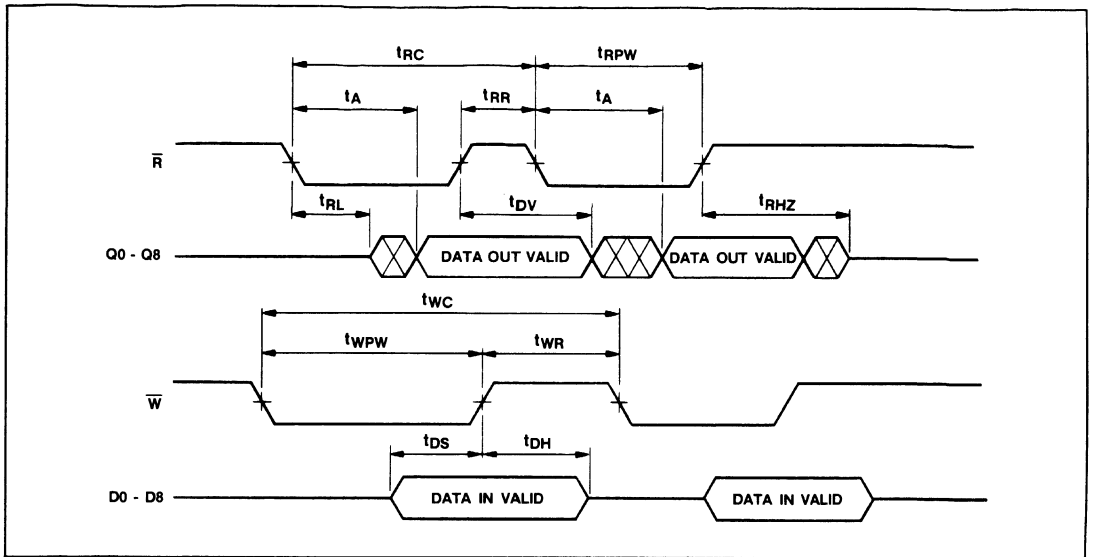 tRC tRPW
tA tRR tA
R̅
tRL tDV tRHZ
Q0 - Q8 DATA OUT VALID DATA OUT VALID
tWC
tWPW tWR
W̅
tDS tDH
D0 - D8 DATA IN VALID DATA IN VALID